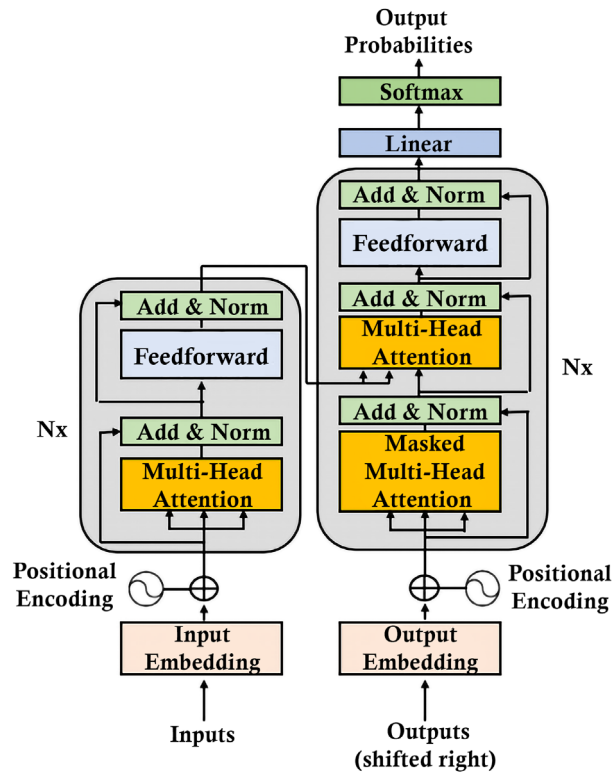 Output
Probabilities
Softmax
Linear
Add & Norm
Feedforward
Add & Norm
Multi-Head
Attention
Nx
Add & Norm
Masked
Multi-Head
Attention
Positional
Encoding
Output
Embedding
Outputs
(shifted right)
Add & Norm
Feedforward
Nx
Add & Norm
Multi-Head
Attention
Positional
Encoding
Input
Embedding
Inputs